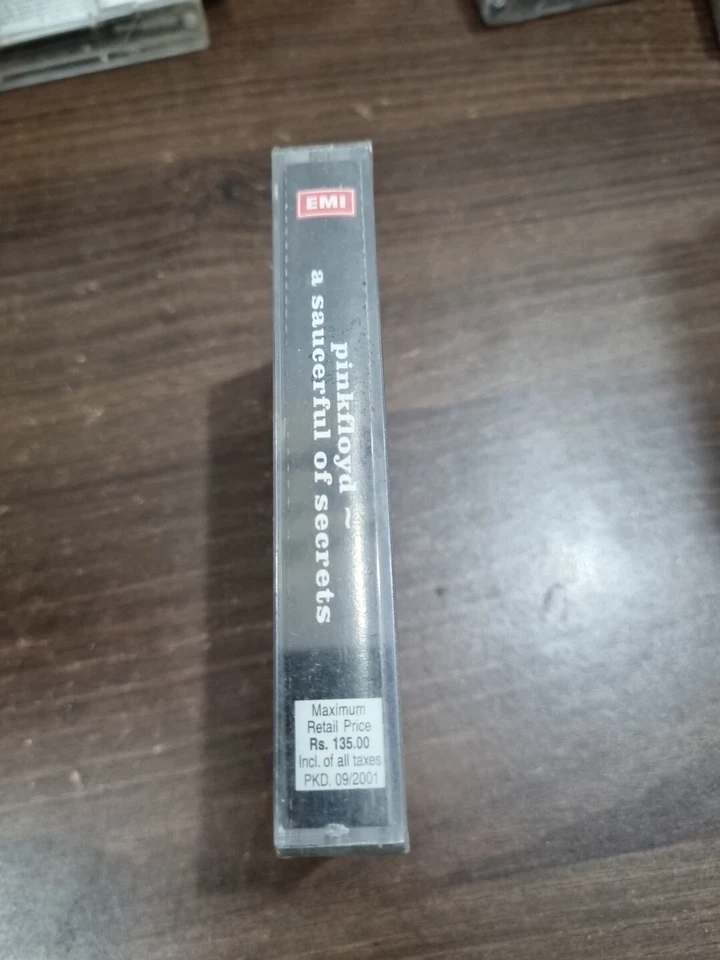 EMI
pinkfloyd ~
a saucerful of secrets
Maximum
Retail Price
Rs. 135.00
Incl. of all taxes
PKD. 09/2001